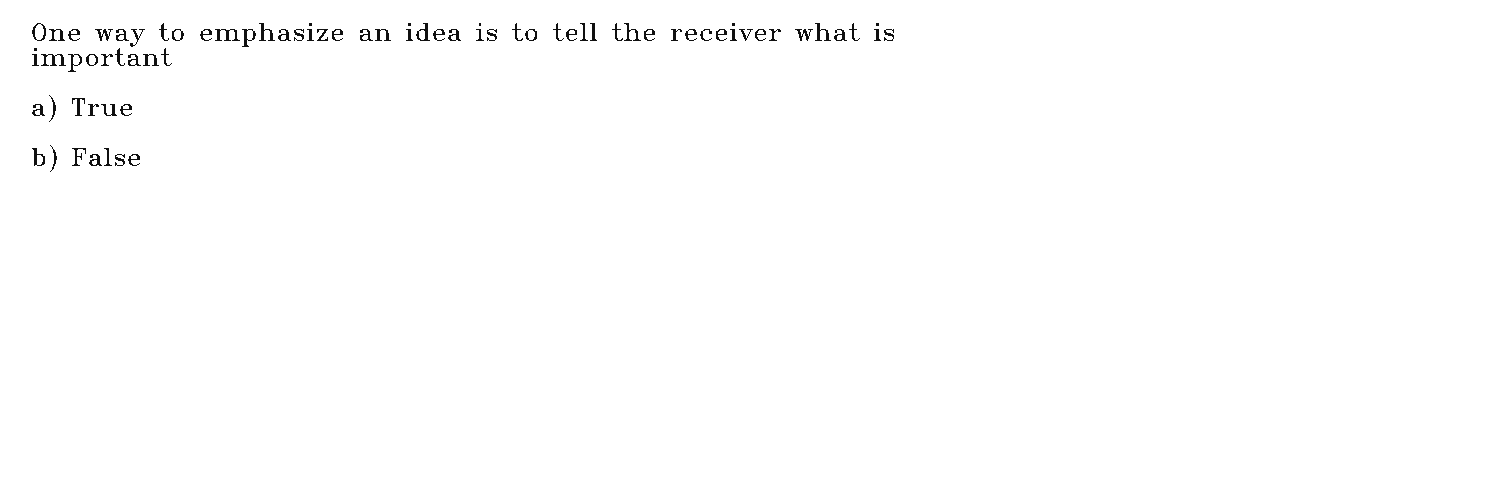 One way to emphasize an idea is to tell the receiver what is
important
a) True
b) False